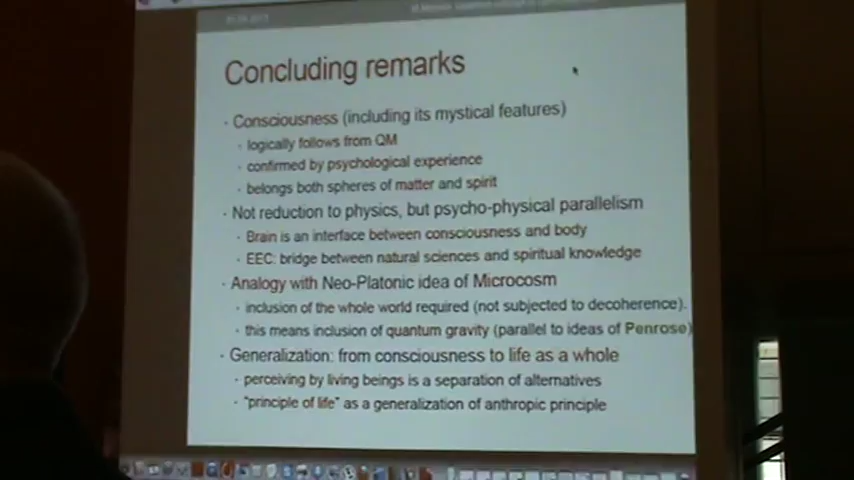 Concluding remarks
· Consciousness (including its mystical features)
· logically follows from QM
· confirmed by psychological experience
· belongs both spheres of matter and spirit
· Not reduction to physics, but psycho-physical parallelism
· Brain is an interface between consciousness and body
· EEC: bridge between natural sciences and spiritual knowledge
· Analogy with Neo-Platonic idea of Microcosm
· inclusion of the whole world required (not subjected to decoherence).
· this means inclusion of quantum gravity (parallel to ideas of Penrose)
· Generalization: from consciousness to life as a whole
· perceiving by living beings is a separation of alternatives
· "principle of life" as a generalization of anthropic principle